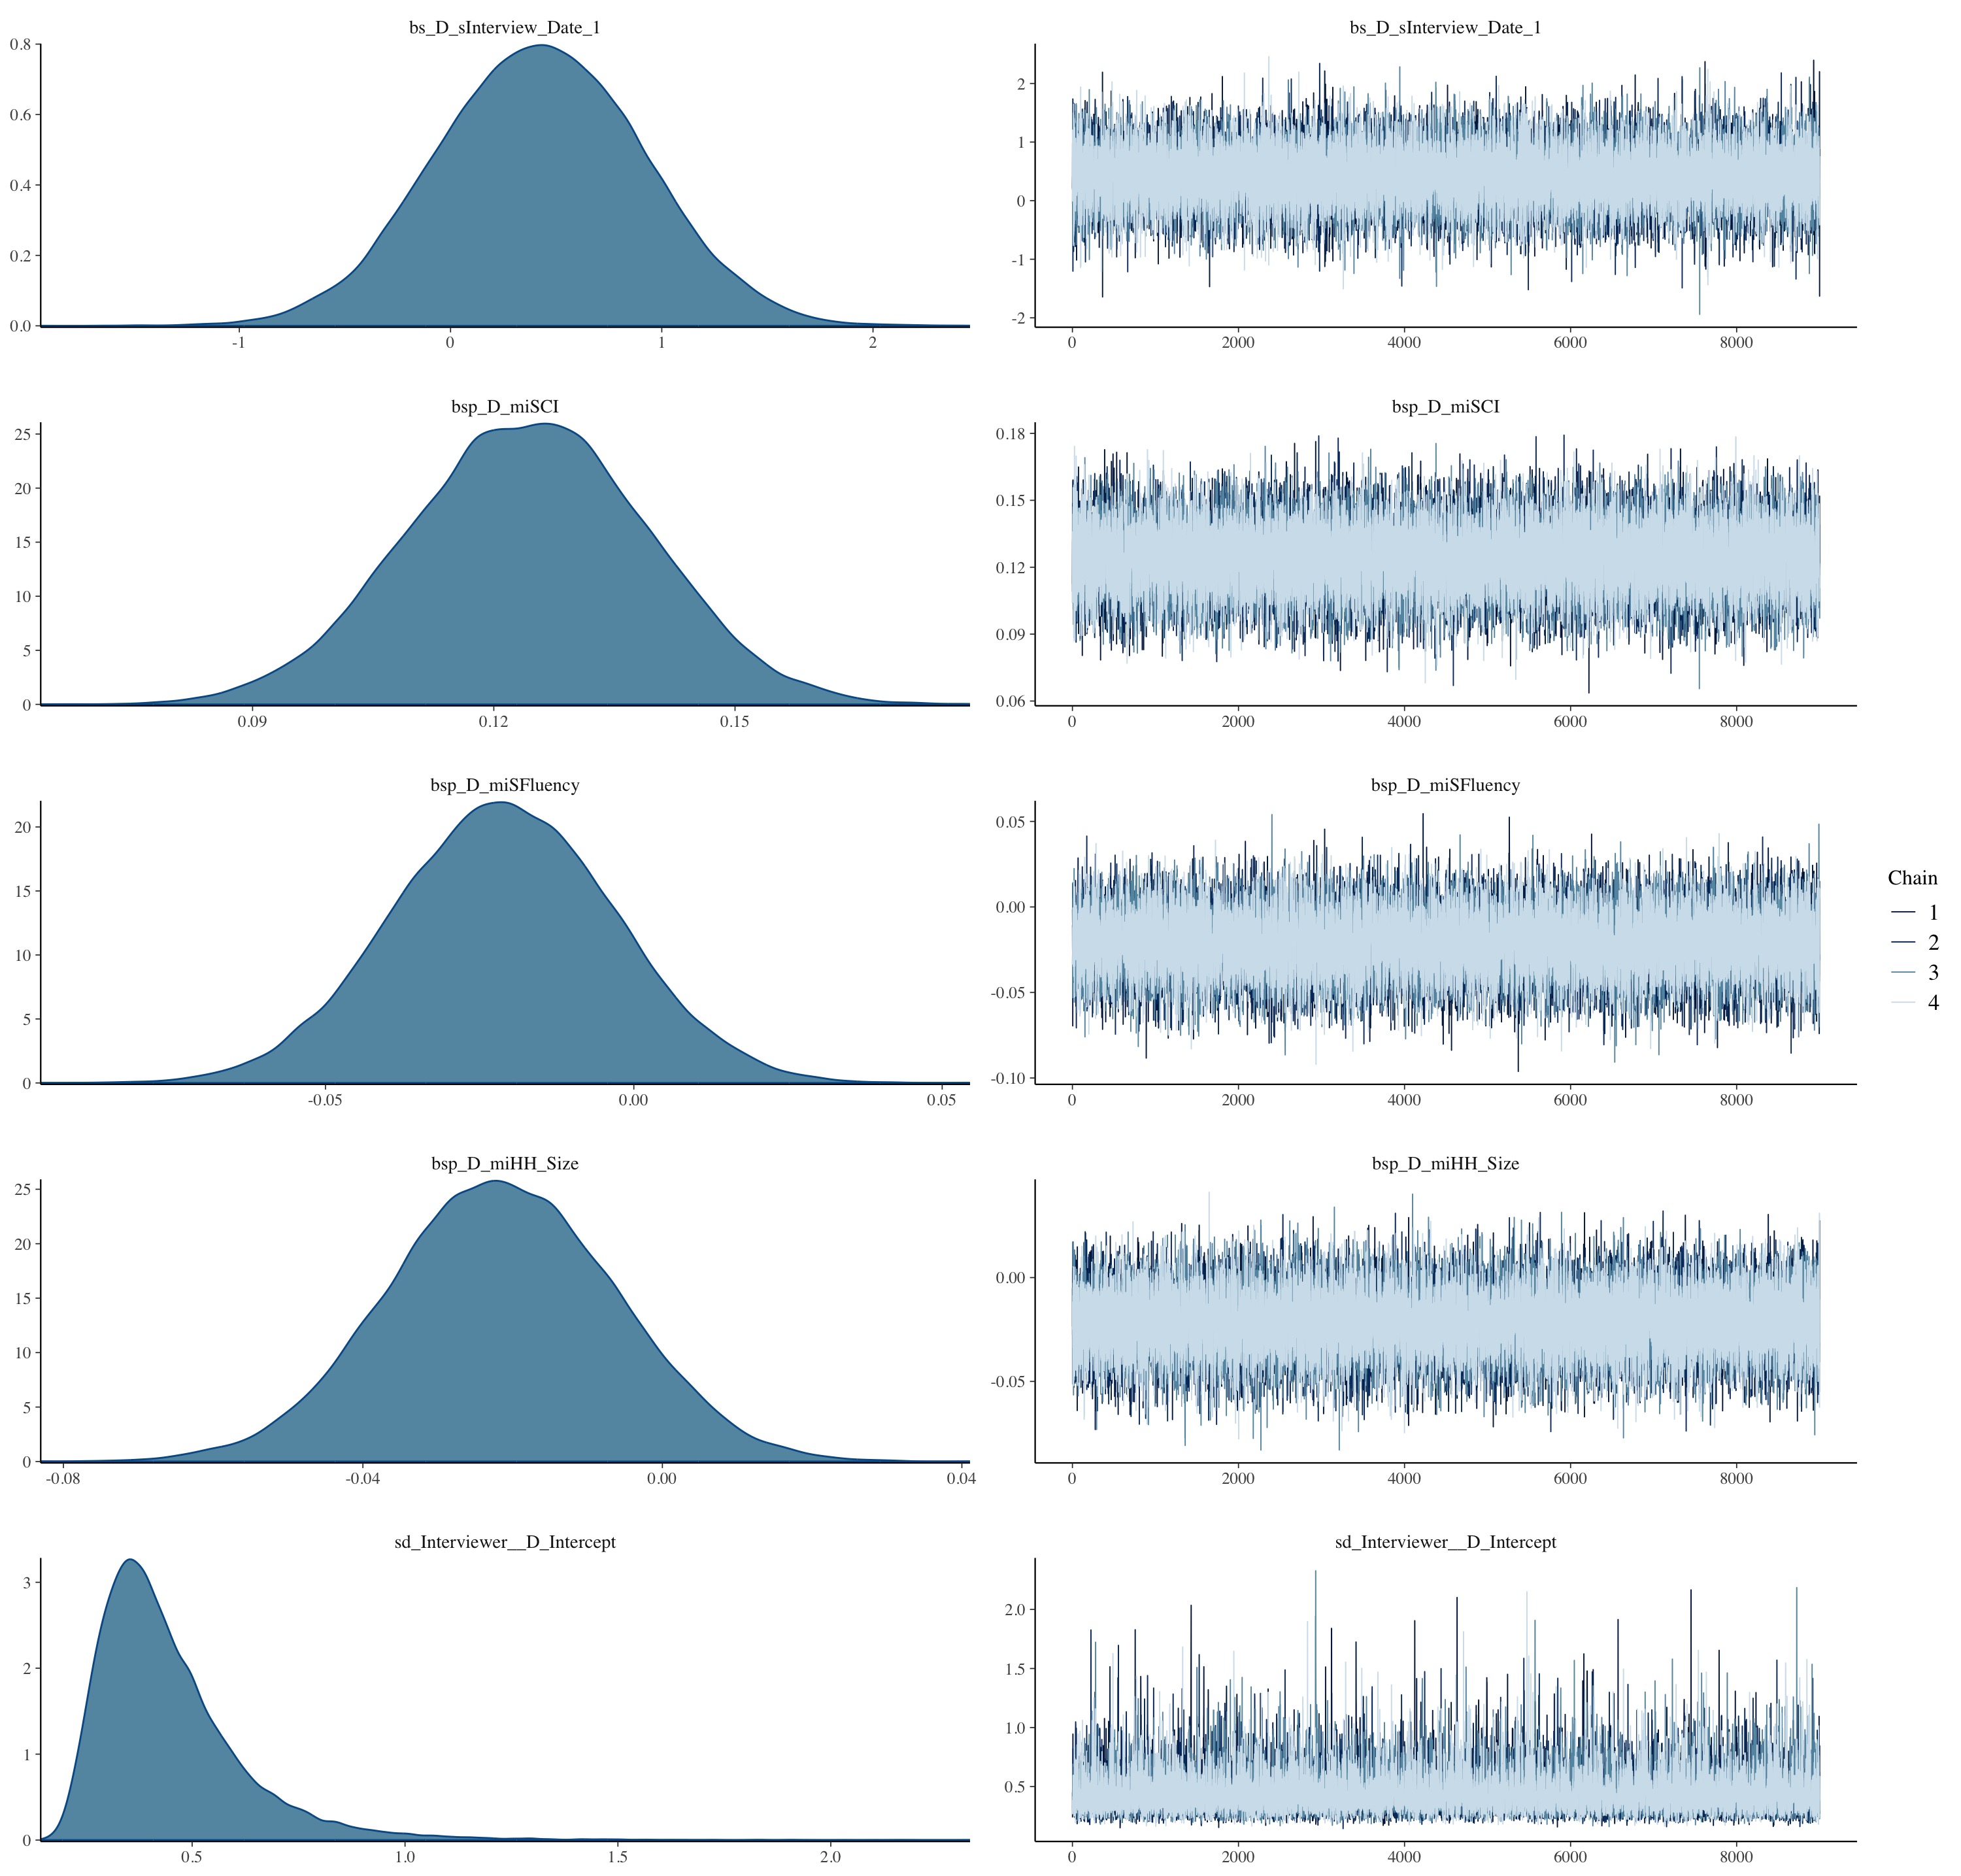 bs_D_sInterview_Date_1
bs_D_sInterview_Date_1
0.8
0.6
0.4
0.2
0.0
-1 0 1 2
2
1
0
-1
-2
0 2000 4000 6000 8000
bsp_D_miSCI
bsp_D_miSCI
25
20
15
10
5
0
0.09 0.12 0.15
0.18
0.15
0.12
0.09
0.06
0 2000 4000 6000 8000
bsp_D_miSFluency
bsp_D_miSFluency
20
15
10
5
0
-0.05 0.00 0.05
0.05
0.00
-0.05
-0.10
0 2000 4000 6000 8000
Chain
1
2
3
4
bsp_D_miHH_Size
bsp_D_miHH_Size
25
20
15
10
5
0
-0.08 -0.04 0.00 0.04
0.00
-0.05
0 2000 4000 6000 8000
sd_Interviewer__D_Intercept
sd_Interviewer__D_Intercept
3
2
1
0
0.5 1.0 1.5 2.0
2.0
1.5
1.0
0.5
0 2000 4000 6000 8000